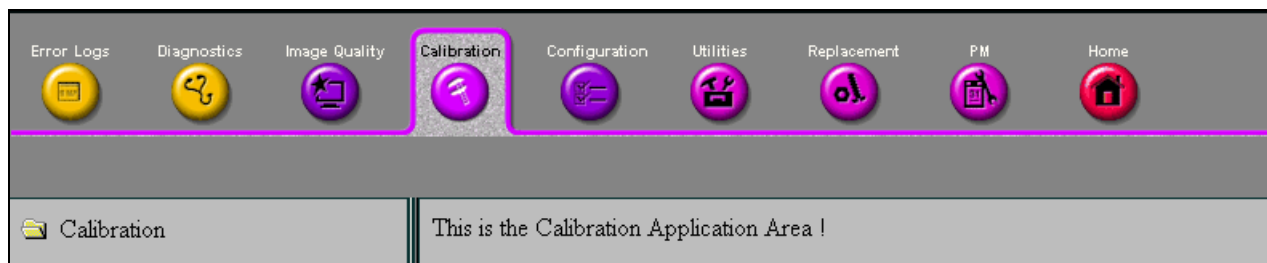 Error Logs Diagnostics Image Quality Calibration Configuration Utilities Replacement PM Home
Calibration
This is the Calibration Application Area !